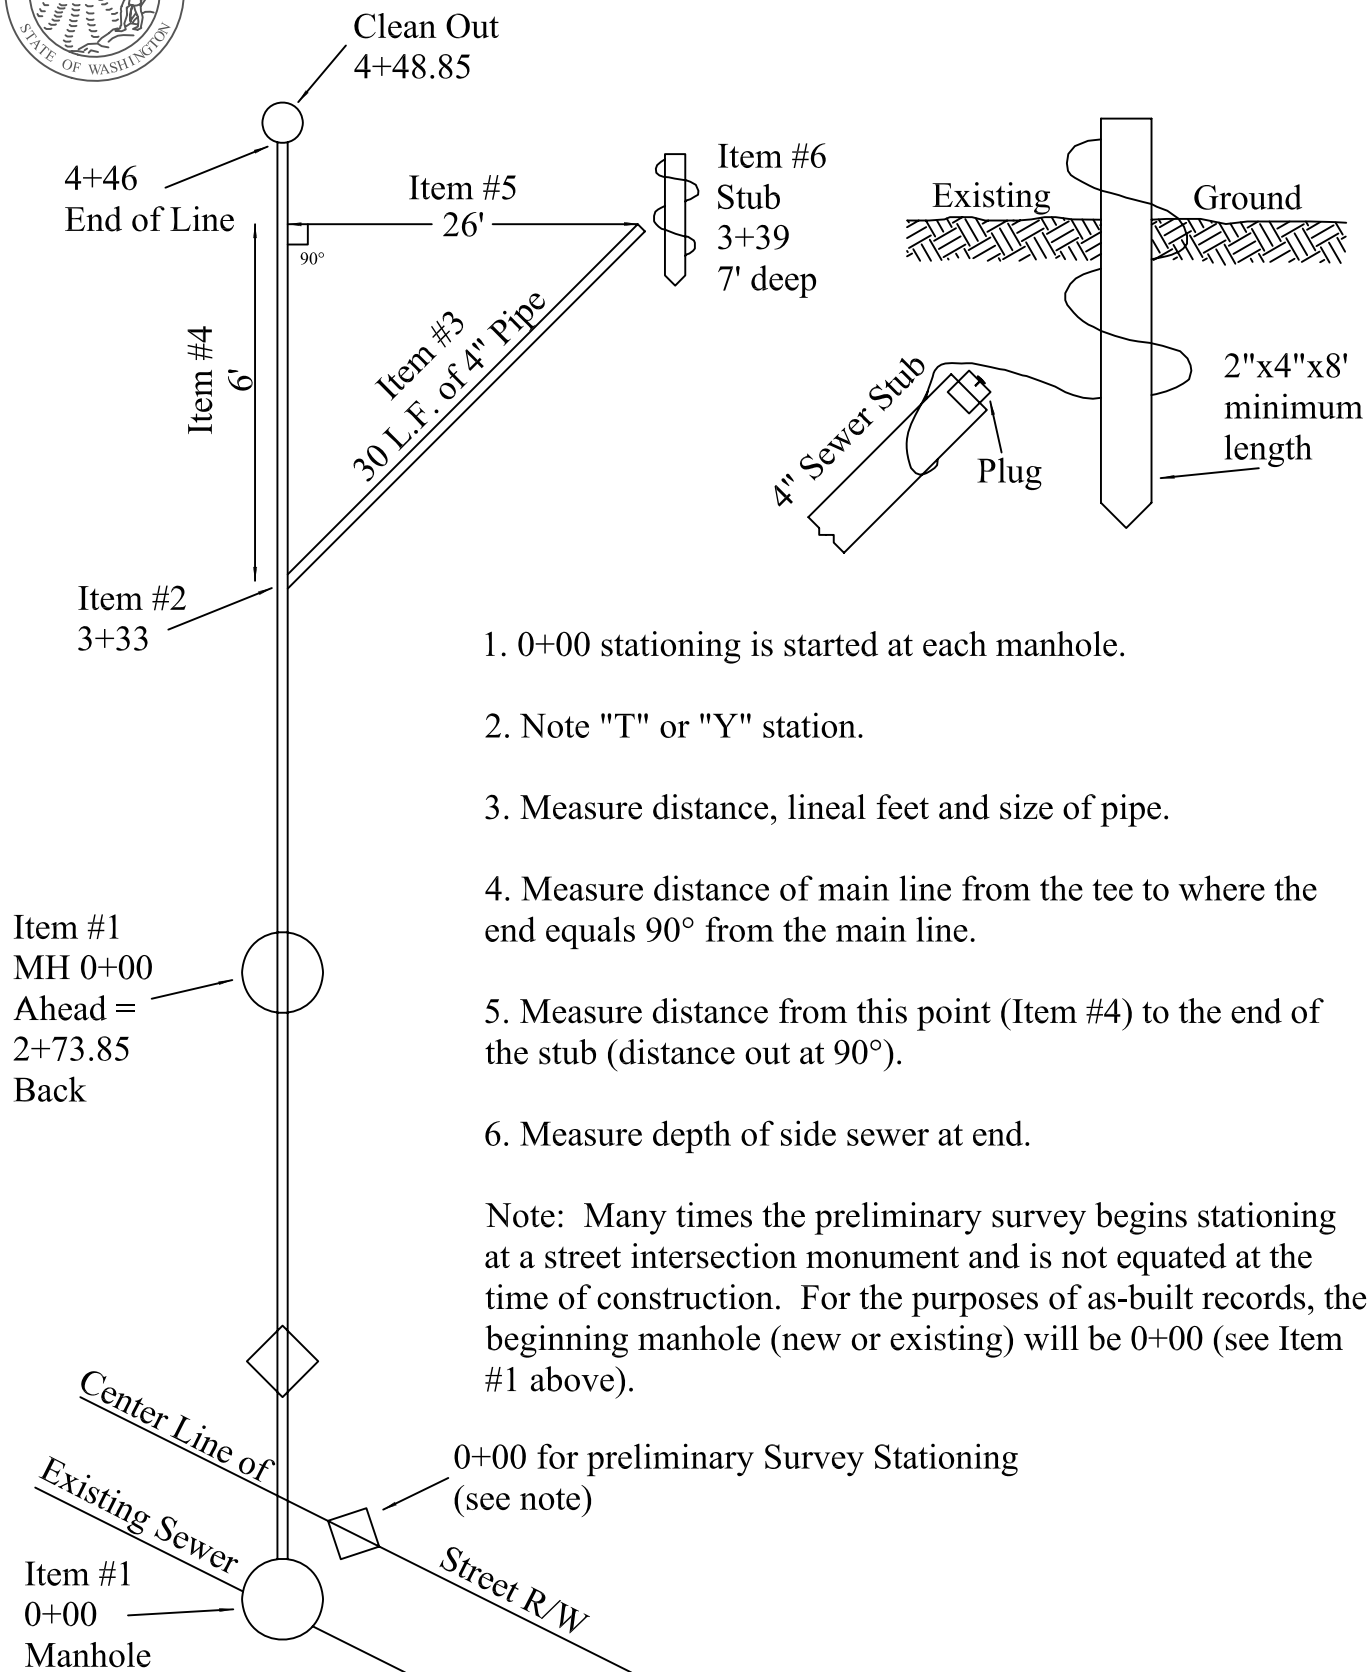 STATE OF WASHINGTON
Clean Out
4+48.85
4+46
End of Line
Item #5
26'
90°
Item #6
Stub
3+39
7' deep
Existing
Ground
Item #4
6'
Item #3
30 L.F. of 4" Pipe
4" Sewer Stub
Plug
2"x4"x8'
minimum
length
Item #2
3+33
1. 0+00 stationing is started at each manhole.
2. Note "T" or "Y" station.
3. Measure distance, lineal feet and size of pipe.
4. Measure distance of main line from the tee to where the
end equals 90° from the main line.
Item #1
MH 0+00
Ahead =
2+73.85
Back
5. Measure distance from this point (Item #4) to the end of
the stub (distance out at 90°).
6. Measure depth of side sewer at end.
Note:  Many times the preliminary survey begins stationing
at a street intersection monument and is not equated at the
time of construction.  For the purposes of as-built records, the
beginning manhole (new or existing) will be 0+00 (see Item
#1 above).
Center Line of
Street R/W
0+00 for preliminary Survey Stationing
(see note)
Existing Sewer
Item #1
0+00
Manhole